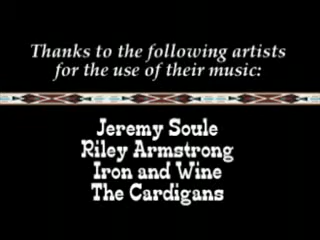 Thanks to the following artists
for the use of their music:
Jeremy Soule
Riley Armstrong
Iron and Wine
The Cardigans